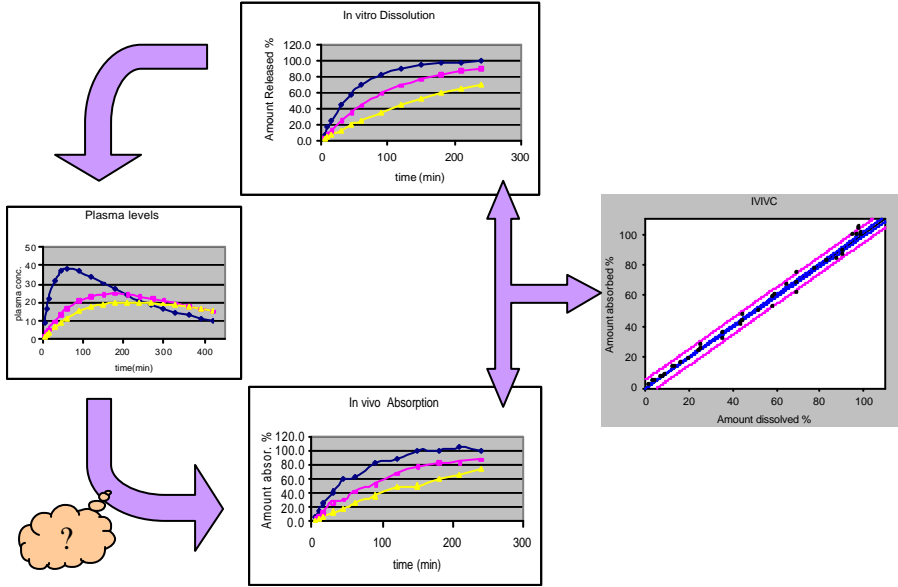 In vitro Dissolution
Amount Released %
120.0
100.0
80.0
60.0
40.0
20.0
0.0
0 100 200 300
time (min)
Plasma levels
plasma conc.
50
40
30
20
10
0
0 100 200 300 400
time(min)
?
In vivo Absorption
Amount absor. %
120.0
100.0
80.0
60.0
40.0
20.0
0.0
0 100 200 300
time (min)
IVIVC
Amount absorbed %
100
80
60
40
20
0
0 20 40 60 80 100
Amount dissolved %